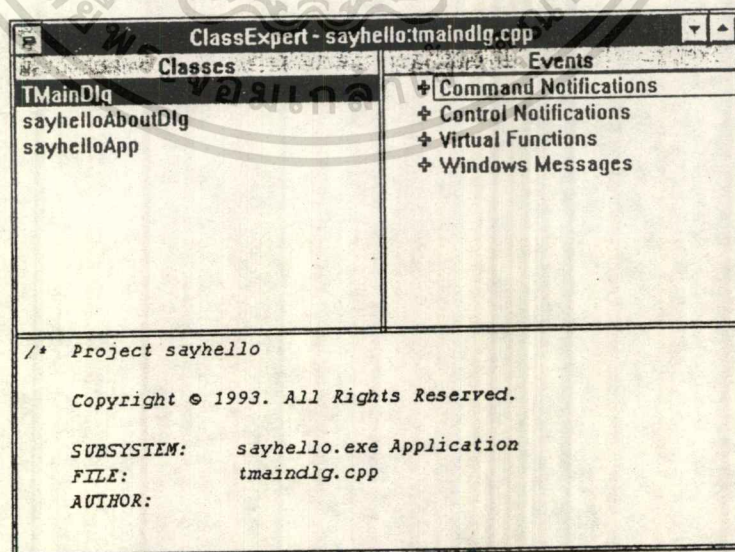 ClassExpert - sayhello:tmaindlg.cpp
Classes
Events
TMainDlg
sayhelloAboutDlg
sayhelloApp
Command Notifications
Control Notifications
Virtual Functions
Windows Messages
/* Project sayhello
Copyright © 1993. All Rights Reserved.
SUBSYSTEM: sayhello.exe Application
FILE: tmaindlg.cpp
AUTHOR: